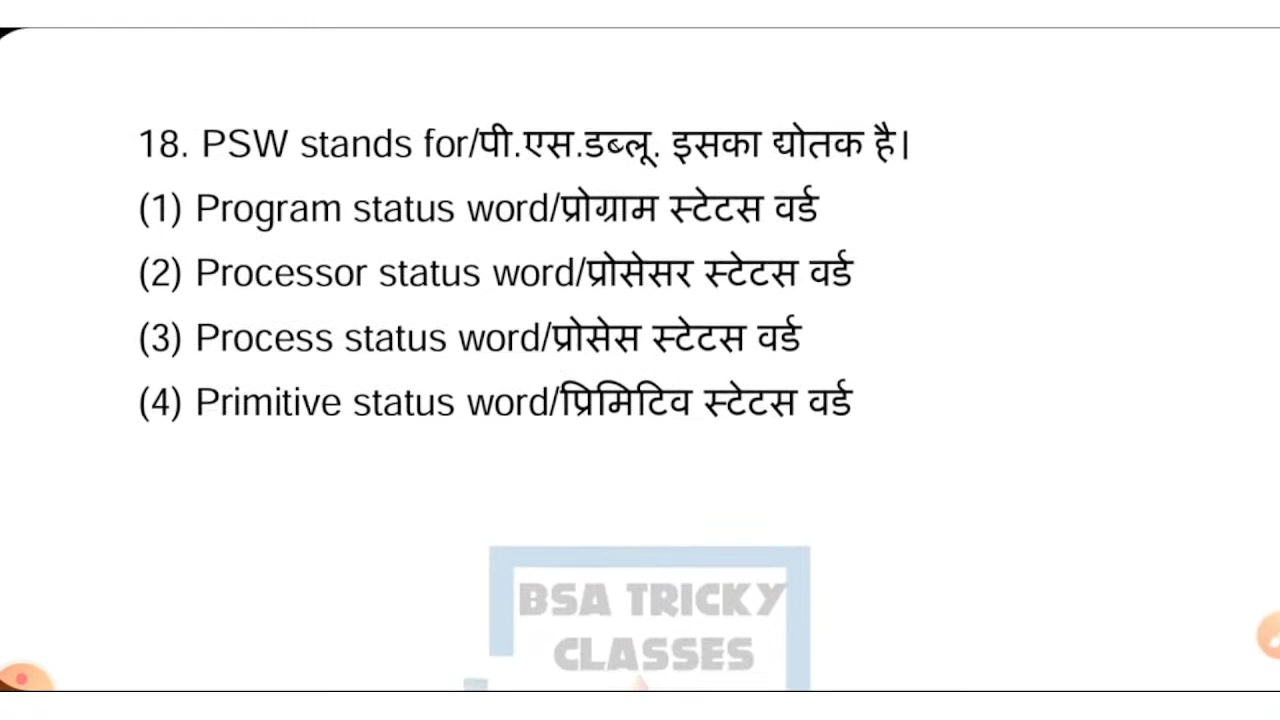 18. PSW stands for/पी.एस.डब्लू. इसका द्योतक है।
(1) Program status word/प्रोग्राम स्टेटस वर्ड
(2) Processor status word/प्रोसेसर स्टेटस वर्ड
(3) Process status word/प्रोसेस स्टेटस वर्ड
(4) Primitive status word/प्रिमिटिव स्टेटस वर्ड
BSA TRICKY
CLASSES